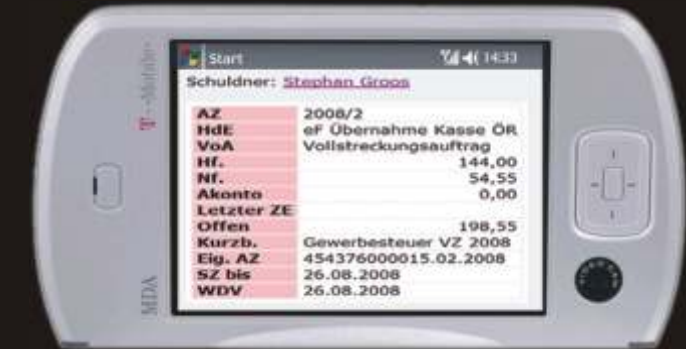 Start 14:33
Schuldner: Stephan Groos
AZ 2008/2
HdE eF Übernahme Kasse ÖR
VoA Vollstreckungsauftrag
Hf. 144,00
Nf. 54,55
Akonto 0,00
Letzter ZE
Offen 198,55
Kurzb. Gewerbesteuer VZ 2008
Eig. AZ 454376000015.02.2008
SZ bis 26.08.2008
WDV 26.08.2008
T··Mobile·
MDA